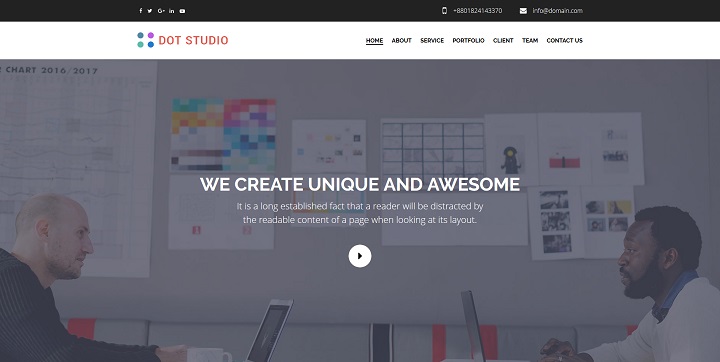 +8801824143370
info@domain.com
DOT STUDIO
HOME
ABOUT
SERVICE
PORTFOLIO
CLIENT
TEAM
CONTACT US
CHART 2016/2017
WE CREATE UNIQUE AND AWESOME
It is a long established fact that a reader will be distracted by
the readable content of a page when looking at its layout.